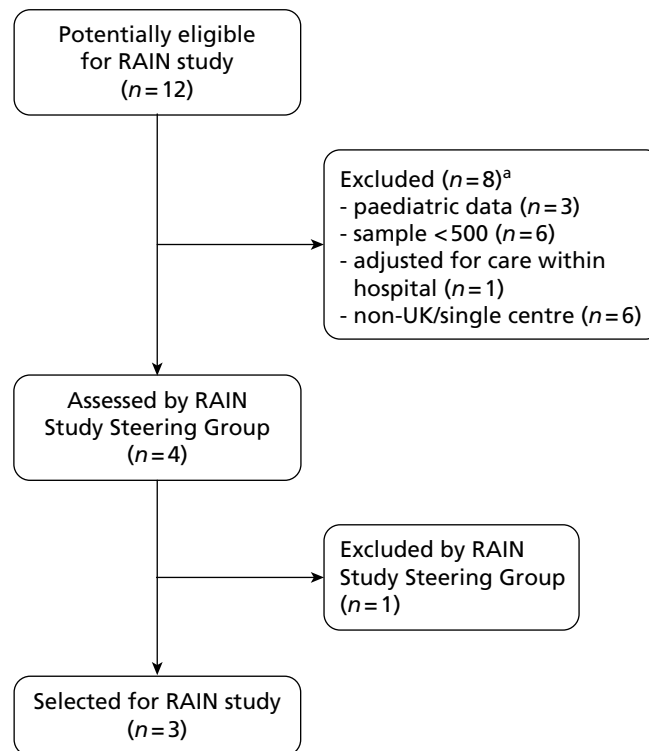 Potentially eligible
for RAIN study
(n=12)
Excluded (n=8)a
- paediatric data (n=3)
- sample <500 (n=6)
- adjusted for care within
hospital (n=1)
- non-UK/single centre (n=6)
Assessed by RAIN
Study Steering Group
(n=4)
Excluded by RAIN
Study Steering Group
(n=1)
Selected for RAIN study
(n=3)